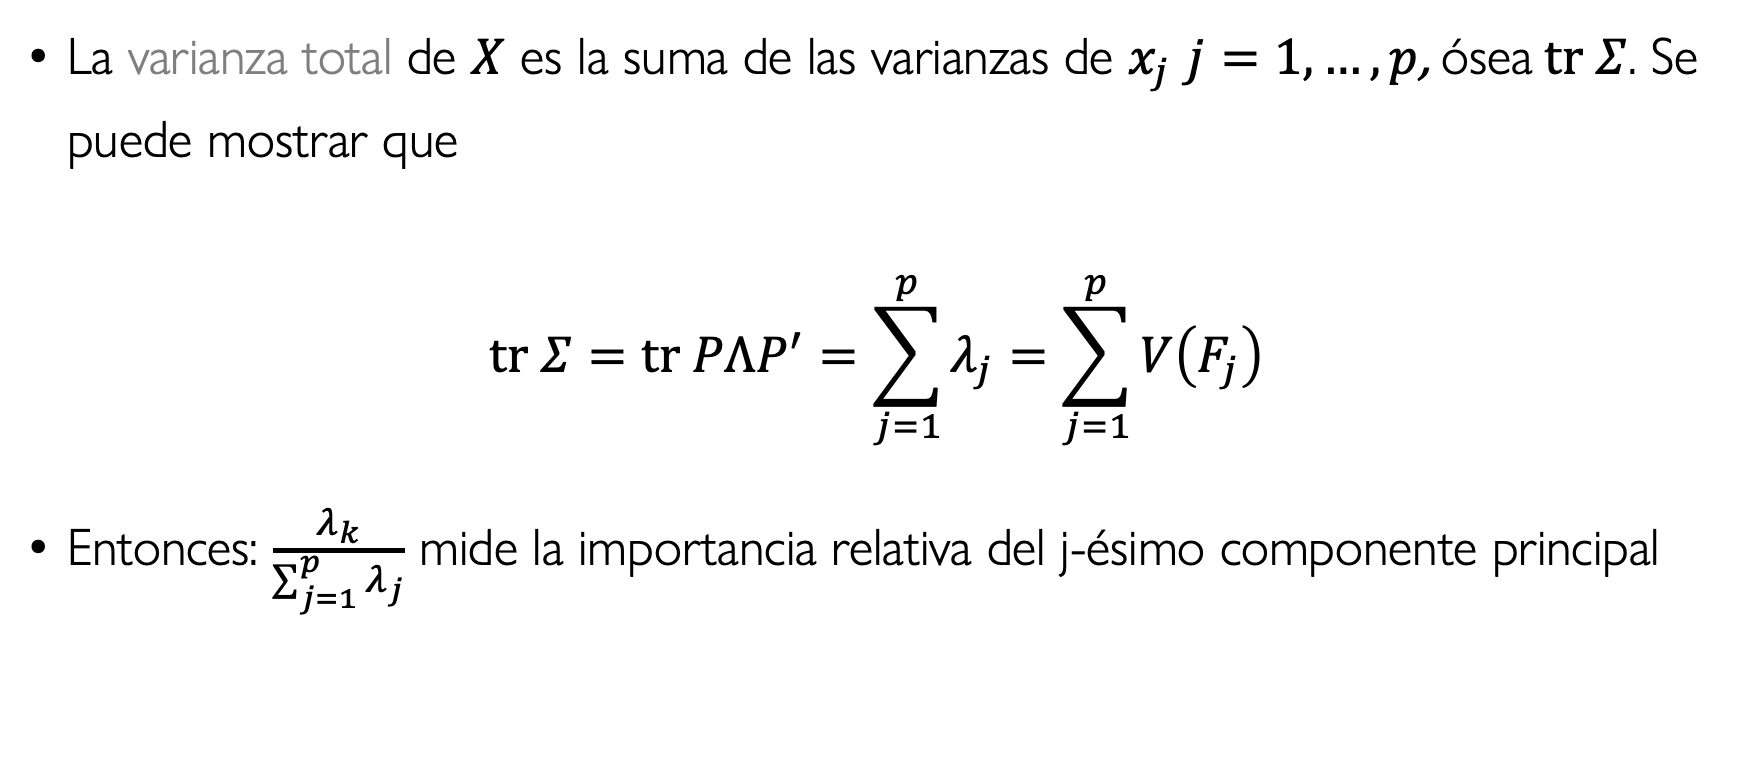 • La varianza total de X es la suma de las varianzas de x_j j = 1, … , p, ósea tr Σ. Se
puede mostrar que
tr Σ = tr PΛP′ = ∑_{j=1}^{p} λ_j = ∑_{j=1}^{p} V(F_j)
• Entonces: λ_k / ∑_{j=1}^{p} λ_j mide la importancia relativa del j-ésimo componente principal